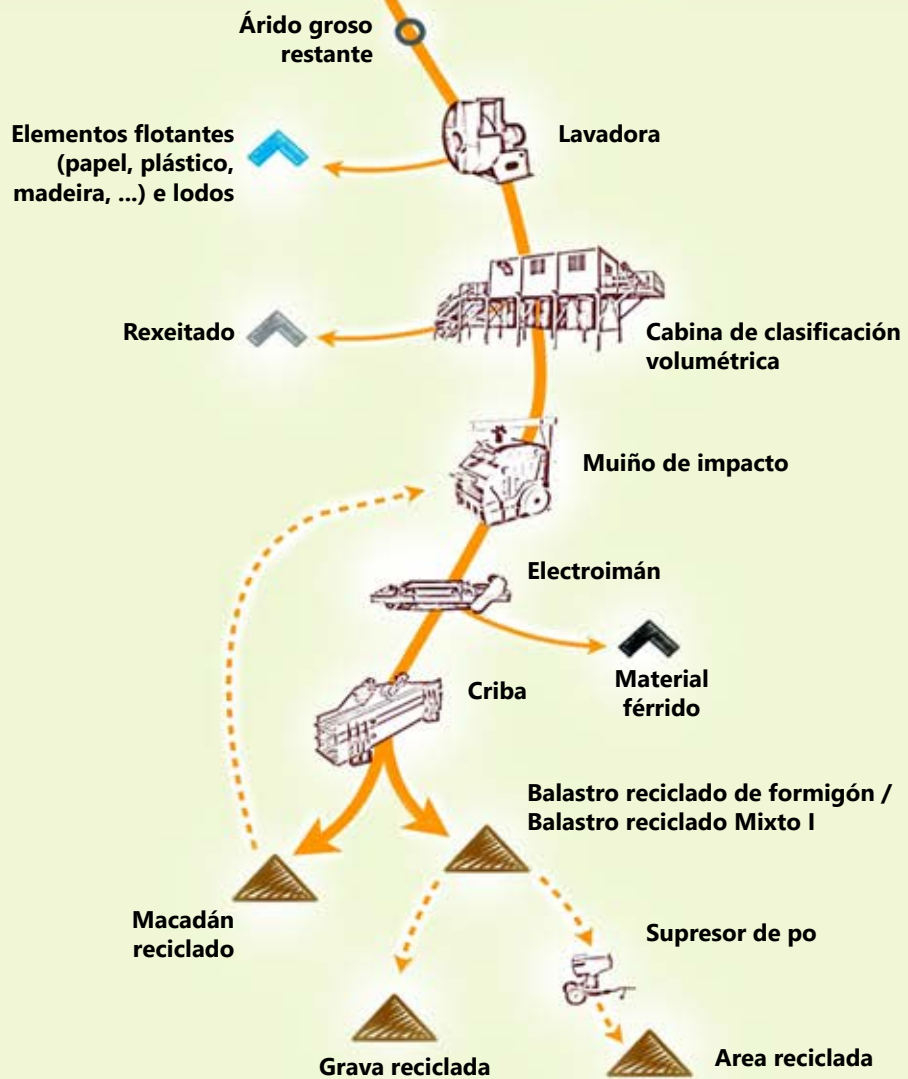 Árido groso
restante
Lavadora
Elementos flotantes
(papel, plástico,
madeira, ...) e lodos
Rexeitado
Cabina de clasificación
volumétrica
Muiño de impacto
Electroimán
Material
férrido
Criba
Balastro reciclado de formigón /
Balastro reciclado Mixto I
Macadán
reciclado
Supresor de po
Grava reciclada
Area reciclada